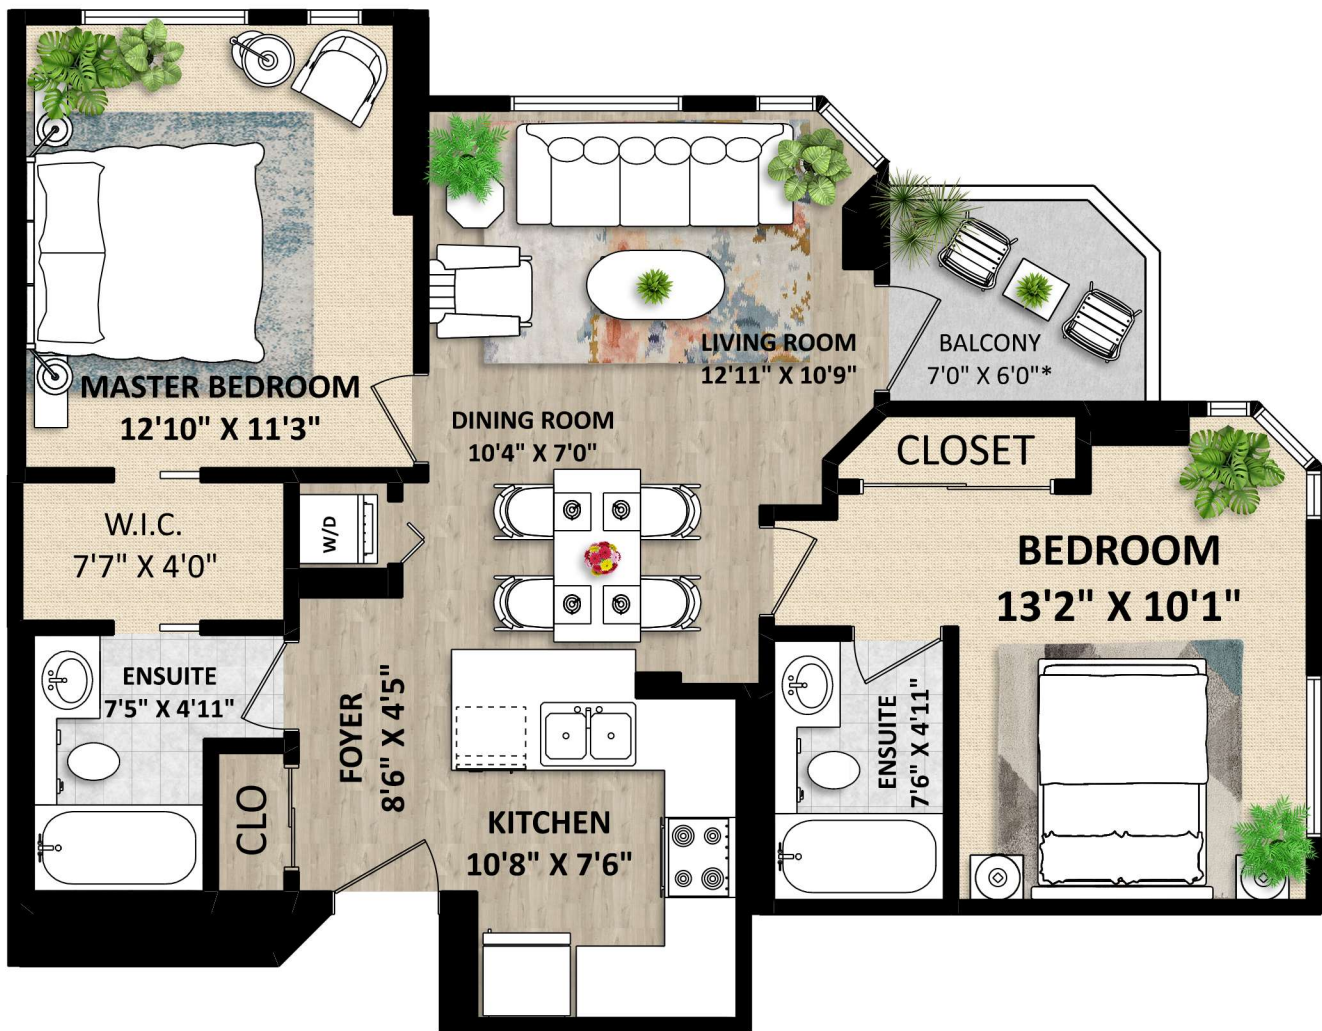 MASTER BEDROOM
12'10" X 11'3"
LIVING ROOM
12'11" X 10'9"
BALCONY
7'0" X 6'0"*
DINING ROOM
10'4" X 7'0"
CLOSET
W.I.C.
7'7" X 4'0"
W/D
BEDROOM
13'2" X 10'1"
ENSUITE
7'5" X 4'11"
FOYER
8'6" X 4'5"
ENSUITE
7'6" X 4'11"
CLO
KITCHEN
10'8" X 7'6"